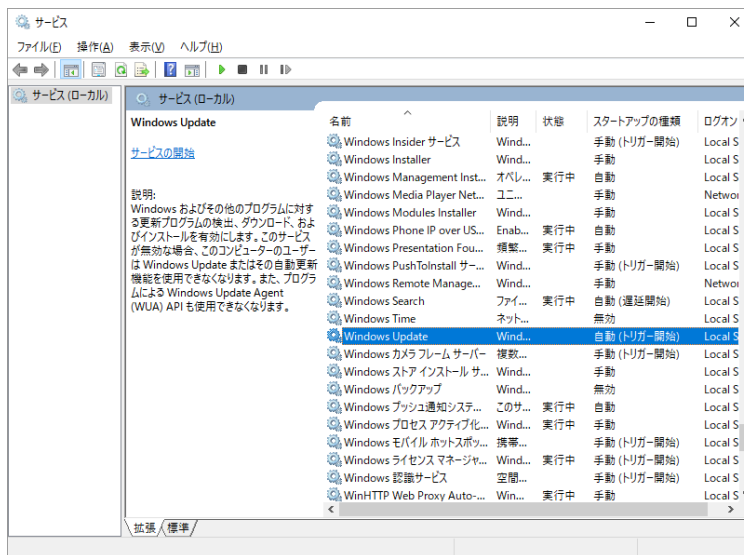 サービス
ファイル(F) 操作(A) 表示(V) ヘルプ(H)
サービス (ローカル)
サービス (ローカル)
Windows Update
サービスの開始
説明:
Windows およびその他のプログラムに対す
る更新プログラムの検出、ダウンロード、およ
びインストールを有効にします。このサービス
が無効な場合、このコンピューターのユーザー
は Windows Update またはその自動更新
機能を使用できなくなります。また、プログラ
ムによる Windows Update Agent
(WUA) API も使用できなくなります。
名前 説明 状態 スタートアップの種類 ログオン
Windows Insider サービス Wind... 手動 (トリガー開始) Local S
Windows Installer Wind... 手動 Local S
Windows Management Inst... オペレ... 実行中 自動 Local S
Windows Media Player Net... ユニ... 手動 Networ
Windows Modules Installer Wind... 手動 Local S
Windows Phone IP over US... Enab... 実行中 自動 Local S
Windows Presentation Fou... 頻繁... 実行中 手動 Local S
Windows PushToInstall サー... Wind... 手動 (トリガー開始) Local S
Windows Remote Manage... Wind... 手動 Networ
Windows Search ファイ... 実行中 自動 (遅延開始) Local S
Windows Time ネット... 無効 Local S
Windows Update Wind... 自動 (トリガー開始) Local S
Windows カメラ フレーム サーバー 複数... 手動 (トリガー開始) Local S
Windows ストア インストール サ... Wind... 手動 Local S
Windows バックアップ Wind... 無効 Local S
Windows プッシュ通知システ... このサ... 実行中 自動 Local S
Windows プロセス アクティブ化... Wind... 実行中 手動 Local S
Windows モバイル ホットスポッ... 携帯... 手動 (トリガー開始) Local S
Windows ライセンス マネージャ... Wind... 実行中 手動 (トリガー開始) Local S
Windows 認識サービス 空間... 手動 (トリガー開始) Local S
WinHTTP Web Proxy Auto-... Win... 実行中 手動 Local S
拡張 標準